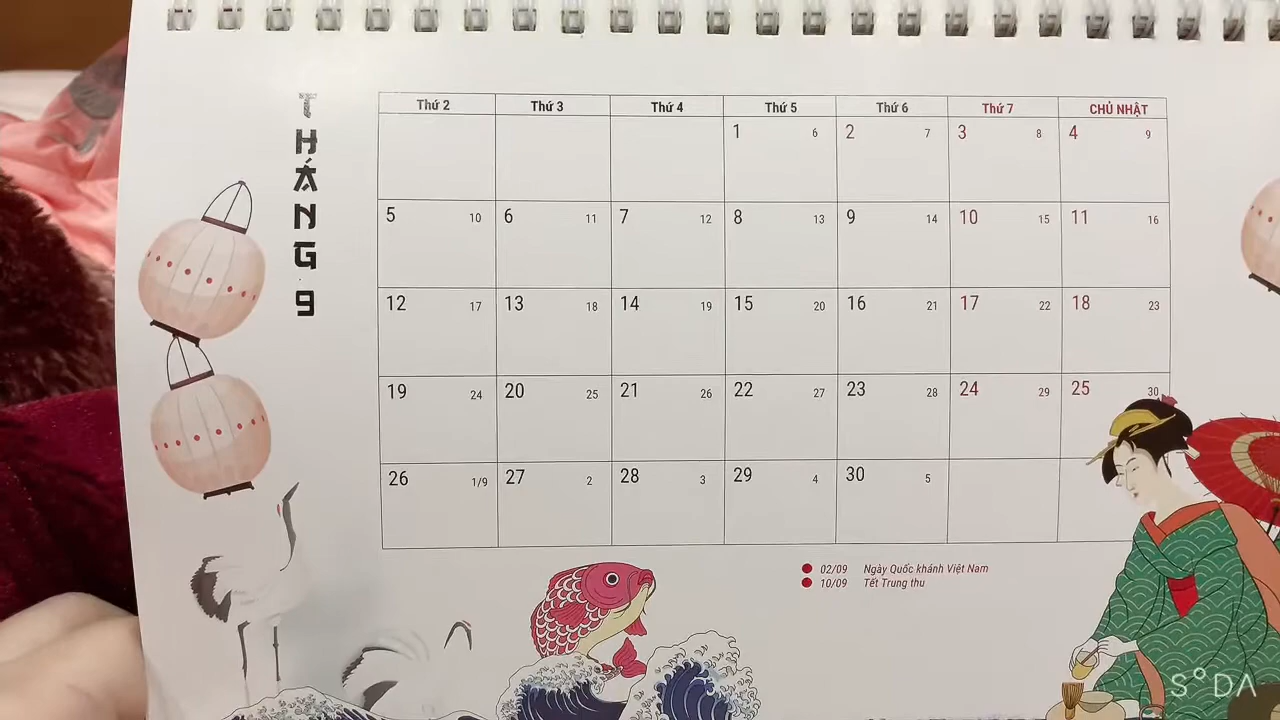 THÁNG 9
Thứ 2 Thứ 3 Thứ 4 Thứ 5 Thứ 6 Thứ 7 CHỦ NHẬT
1 6 2 7 3 8 4 9
5 10 6 11 7 12 8 13 9 14 10 15 11 16
12 17 13 18 14 19 15 20 16 21 17 22 18 23
19 24 20 25 21 26 22 27 23 28 24 29 25 30
26 1/9 27 2 28 3 29 4 30 5
02/09 Ngày Quốc khánh Việt Nam
10/09 Tết Trung thu
SODA